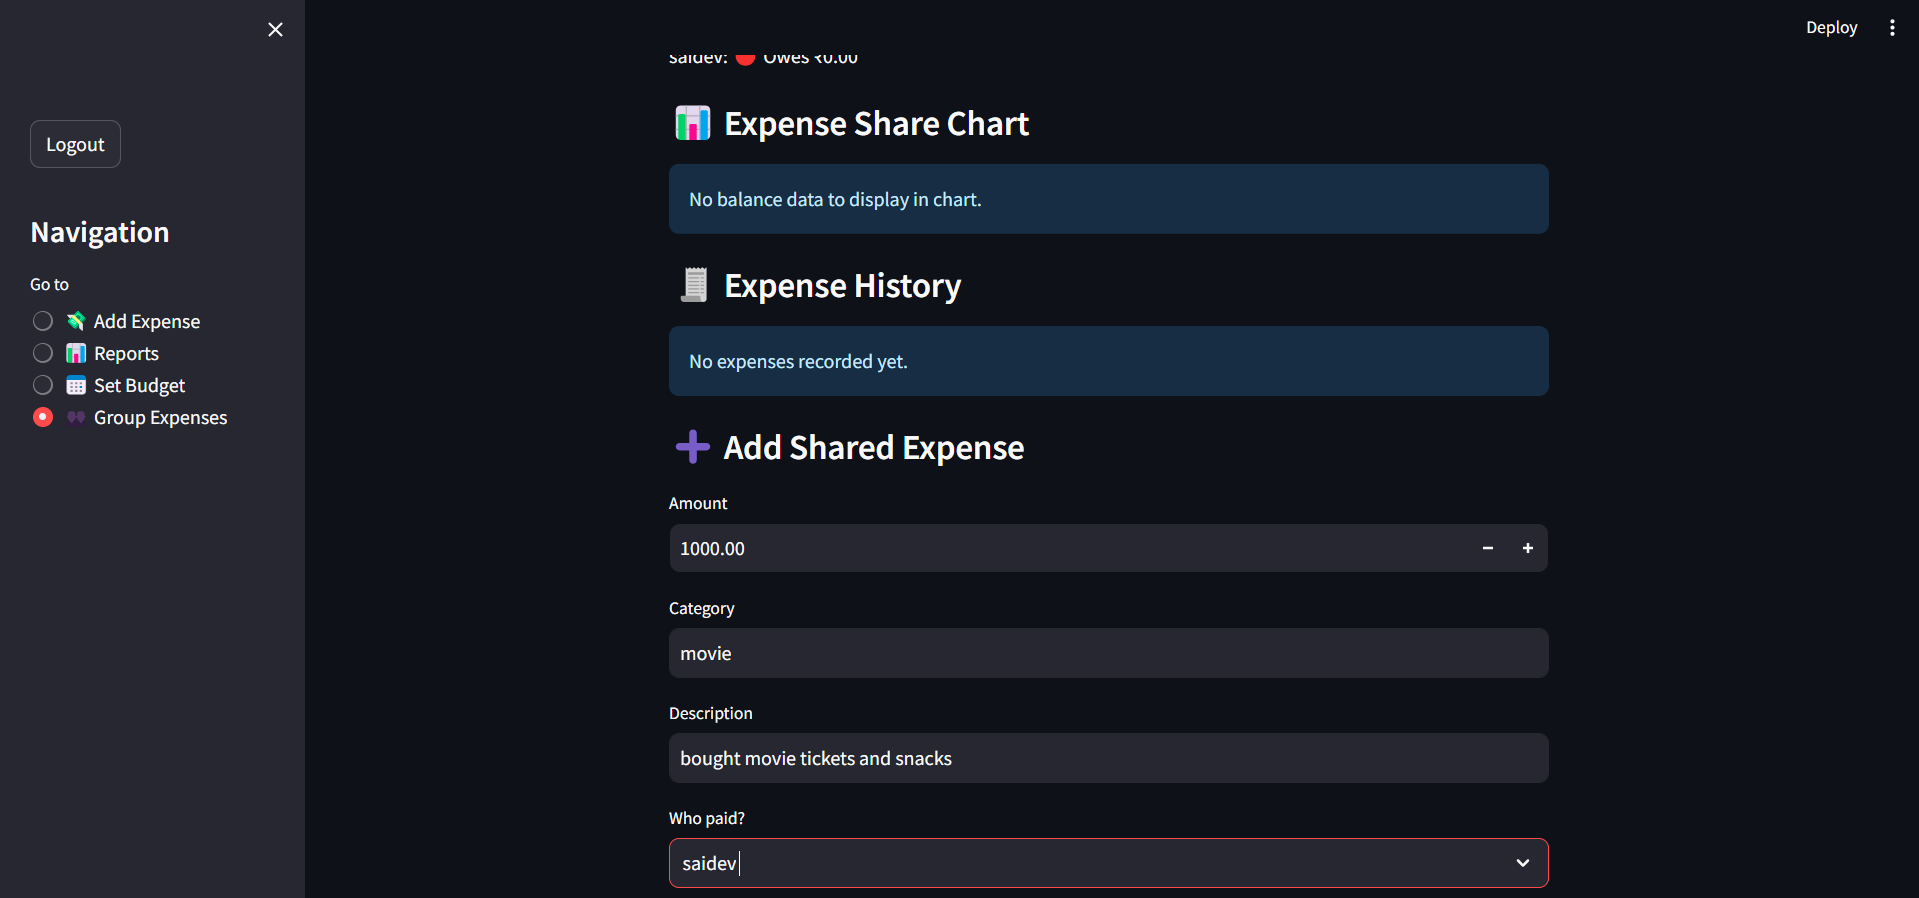 Deploy
saidev: Owes ₹0.00
Logout
Navigation
Go to
Add Expense
Reports
Set Budget
Group Expenses
Expense Share Chart
No balance data to display in chart.
Expense History
No expenses recorded yet.
Add Shared Expense
Amount
1000.00
Category
movie
Description
bought movie tickets and snacks
Who paid?
saidev